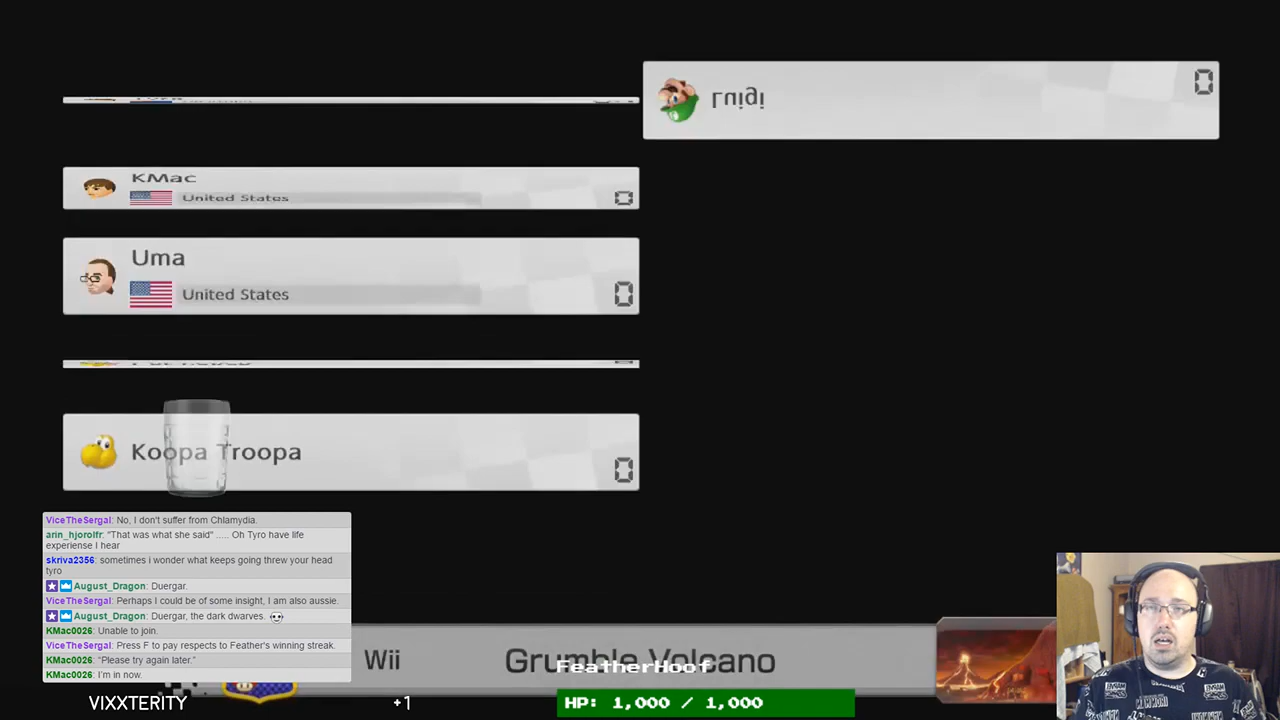 Luigi
0
KMac
United States
0
Uma
United States
0
Koopa Troopa
0
ViceTheSergal: No, I don't suffer from Chlamydia.
arin_hjorolfr: "That was what she said" ..... Oh Tyro have life
experiense I hear
skriva2356: sometimes i wonder what keeps going threw your head
tyro
August_Dragon: Duergar.
ViceTheSergal: Perhaps I could be of some insight, I am also aussie.
August_Dragon: Duergar, the dark dwarves.
KMac0026: Unable to join.
ViceTheSergal: Press F to pay respects to Feather's winning streak.
KMac0026: “Please try again later.”
KMac0026: I'm in now.
Wii
Grumble Volcano
FeatherHoof
VIXXTERITY +1
HP: 1,000 / 1,000